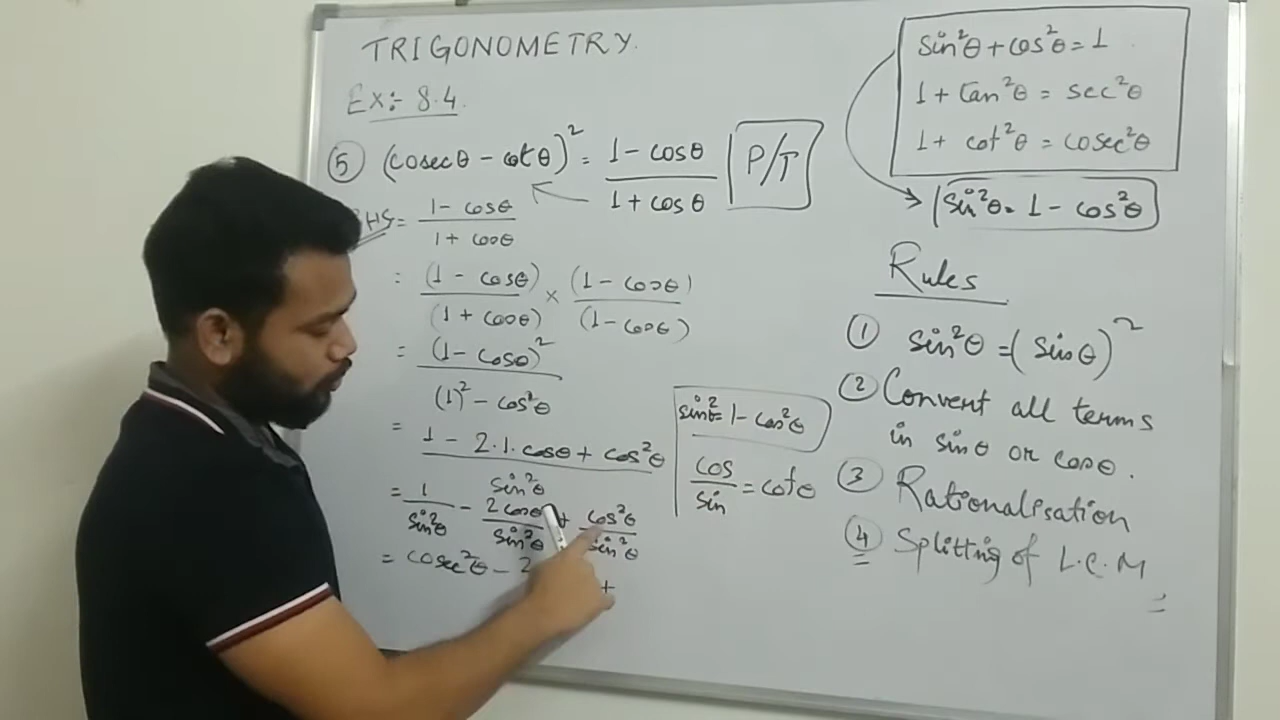 TRIGONOMETRY.
Ex:- 8.4.
⑤ (cosecθ - cotθ)² = 1 - cosθ / 1 + cosθ | P/T
RHS = 1 - cosθ / 1 + cosθ
= (1 - cosθ) / (1 + cosθ) × (1 - cosθ) / (1 - cosθ)
= (1 - cosθ)² / (1)² - cos²θ
= 1 - 2·1·cosθ + cos²θ / sin²θ
= 1 / sin²θ - 2cosθ / sin²θ + cos²θ / sin²θ
= cosec²θ - 2 +
sin²θ = 1 - cos²θ
cos / sin = cotθ
sin²θ + cos²θ = 1
1 + tan²θ = sec²θ
1 + cot²θ = cosec²θ
sin²θ = 1 - cos²θ
Rules
① sin²θ = (sinθ)²
② Convent all terms
in sinθ or cosθ.
③ Rationalisation
④ Splitting of L.C.M